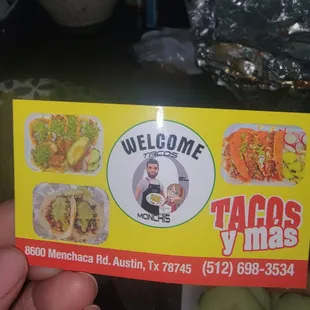 WELCOME
TACOS
MONCHIS
TACOS
y mas
8600 Menchaca Rd. Austin, Tx 78745 (512) 698-3534